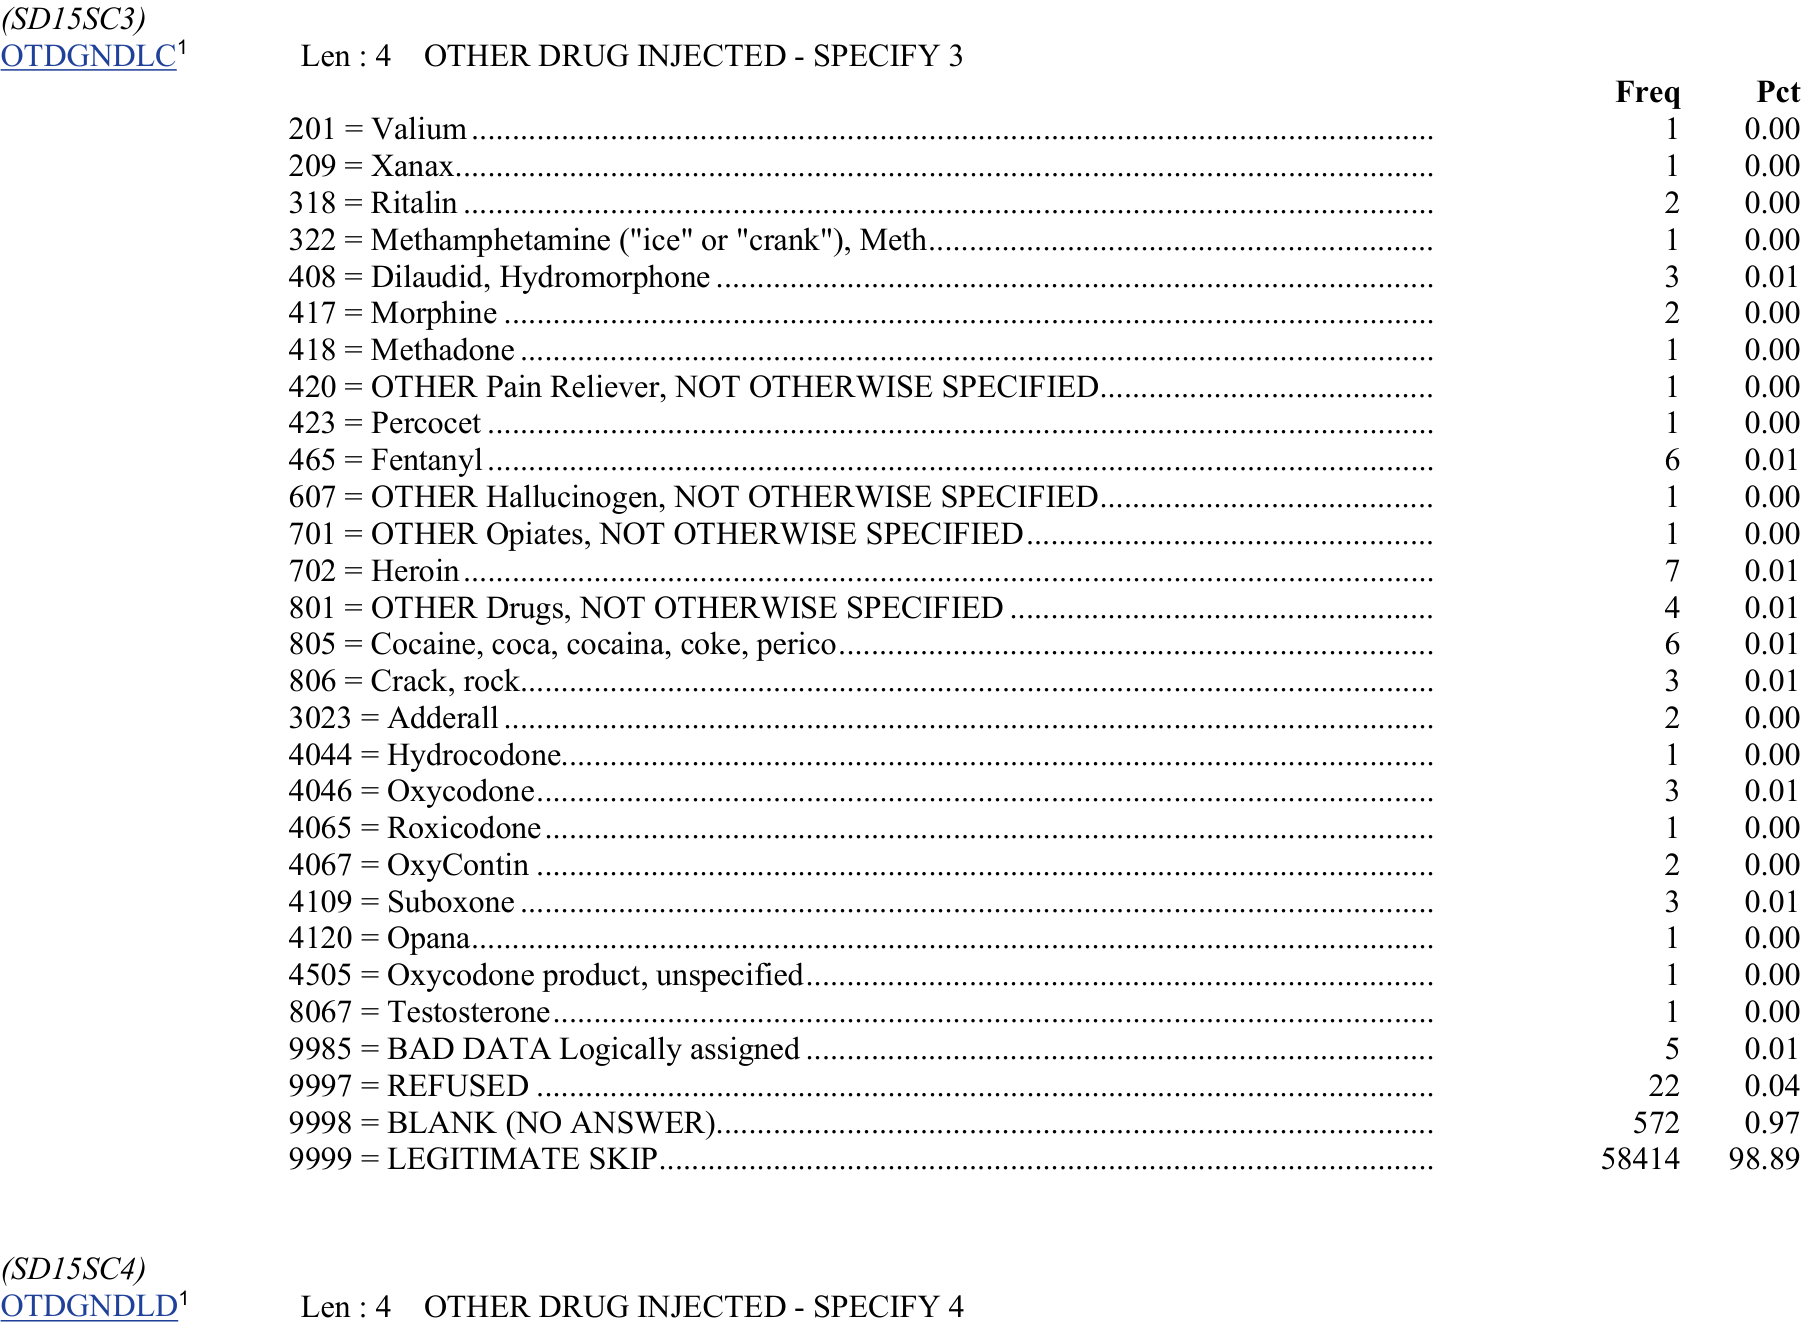 (SD15SC3)
OTDGNDLC¹ Len : 4 OTHER DRUG INJECTED - SPECIFY 3
Freq Pct
201 = Valium 1 0.00
209 = Xanax 1 0.00
318 = Ritalin 2 0.00
322 = Methamphetamine ("ice" or "crank"), Meth 1 0.00
408 = Dilaudid, Hydromorphone 3 0.01
417 = Morphine 2 0.00
418 = Methadone 1 0.00
420 = OTHER Pain Reliever, NOT OTHERWISE SPECIFIED 1 0.00
423 = Percocet 1 0.00
465 = Fentanyl 6 0.01
607 = OTHER Hallucinogen, NOT OTHERWISE SPECIFIED 1 0.00
701 = OTHER Opiates, NOT OTHERWISE SPECIFIED 1 0.00
702 = Heroin 7 0.01
801 = OTHER Drugs, NOT OTHERWISE SPECIFIED 4 0.01
805 = Cocaine, coca, cocaina, coke, perico 6 0.01
806 = Crack, rock 3 0.01
3023 = Adderall 2 0.00
4044 = Hydrocodone 1 0.00
4046 = Oxycodone 3 0.01
4065 = Roxicodone 1 0.00
4067 = OxyContin 2 0.00
4109 = Suboxone 3 0.01
4120 = Opana 1 0.00
4505 = Oxycodone product, unspecified 1 0.00
8067 = Testosterone 1 0.00
9985 = BAD DATA Logically assigned 5 0.01
9997 = REFUSED 22 0.04
9998 = BLANK (NO ANSWER) 572 0.97
9999 = LEGITIMATE SKIP 58414 98.89
(SD15SC4)
OTDGNDLD¹ Len : 4 OTHER DRUG INJECTED - SPECIFY 4